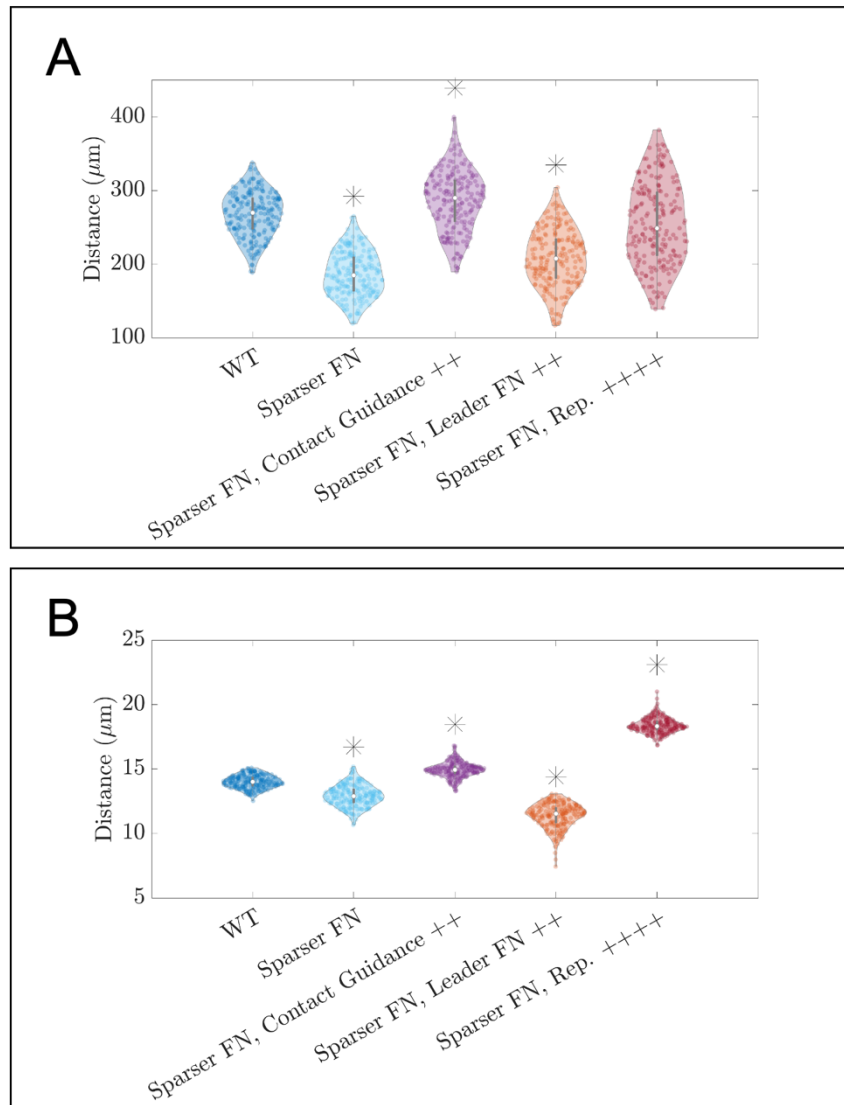 A
Distance (μm)
400
300
200
100
WT
Sparser FN
Sparser FN, Contact Guidance ++
Sparser FN, Leader FN ++
Sparser FN, Rep. ++++
B
Distance (μm)
25
20
15
10
5
WT
Sparser FN
Sparser FN, Contact Guidance ++
Sparser FN, Leader FN ++
Sparser FN, Rep. ++++